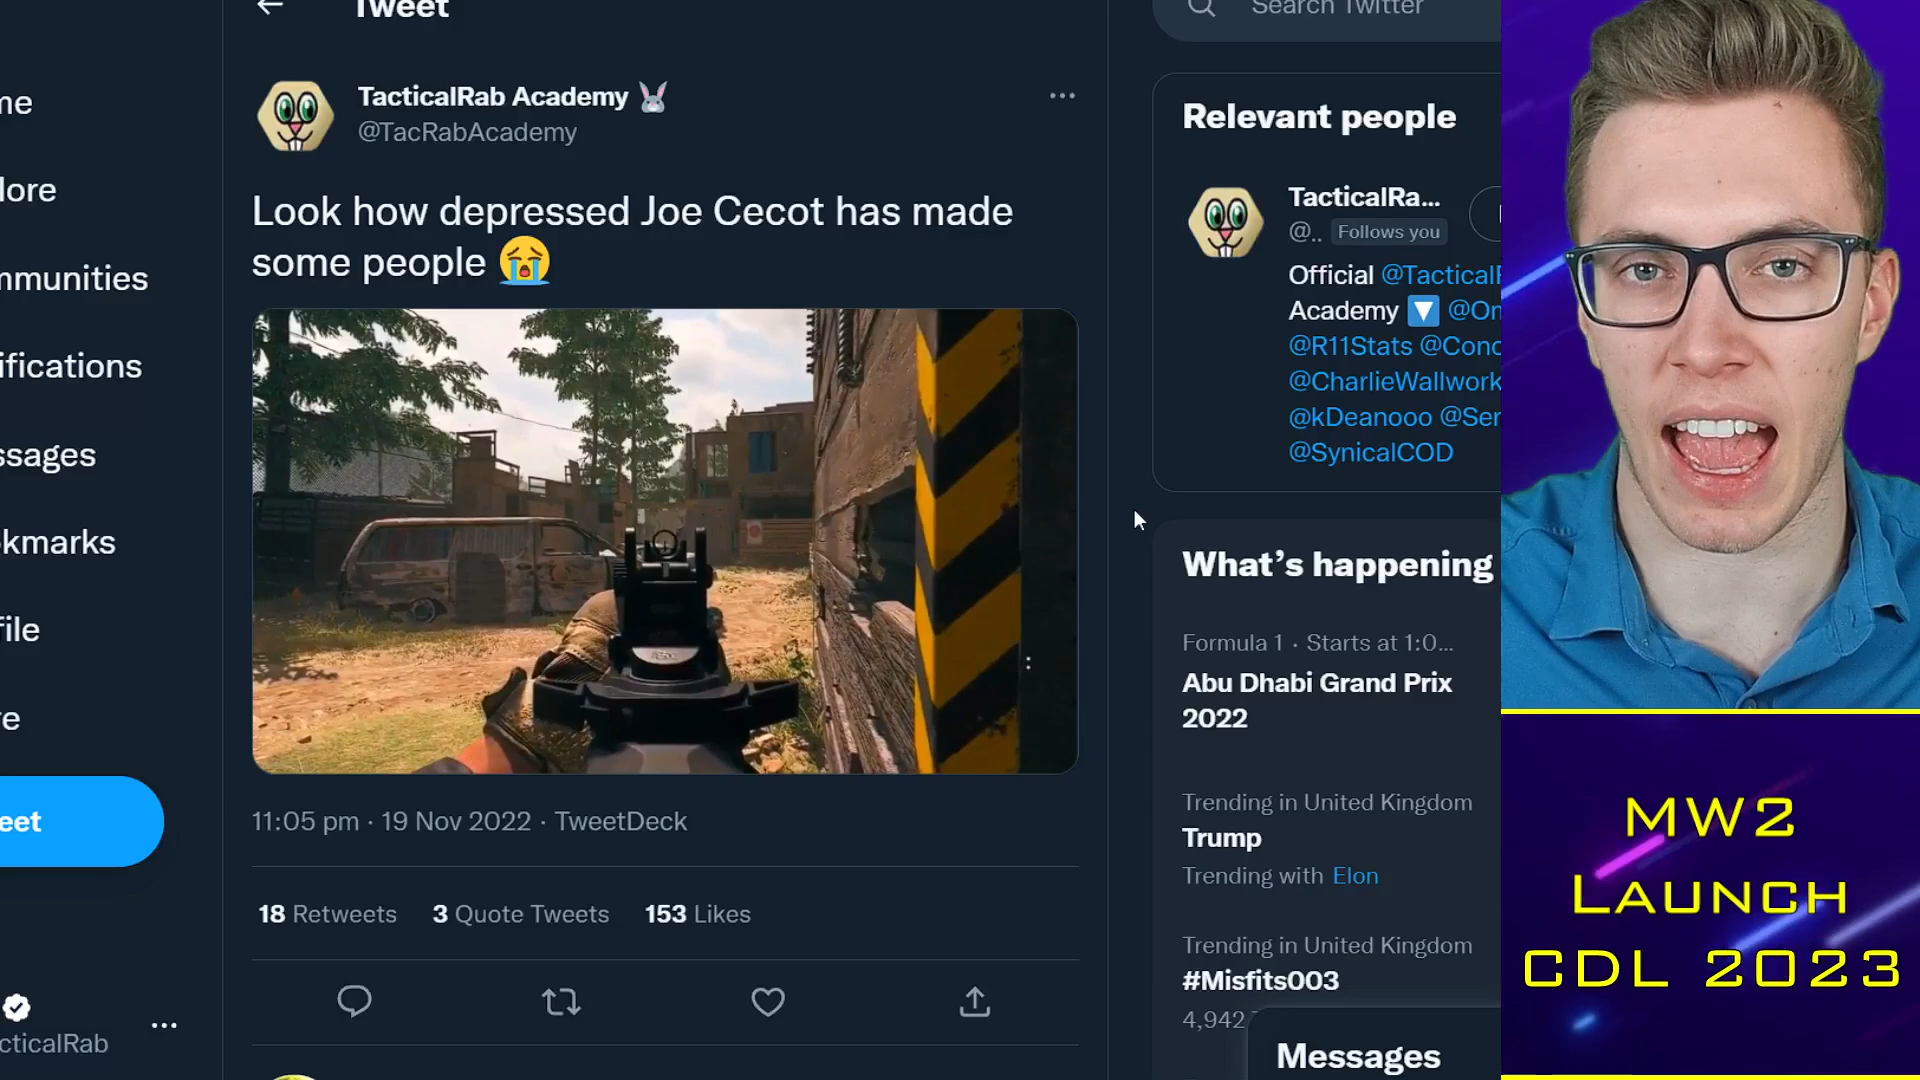 Tweet
Search Twitter
me
TacticalRab Academy 🐰
@TacRabAcademy
Look how depressed Joe Cecot has made
some people 😭
11:05 pm · 19 Nov 2022 · TweetDeck
18 Retweets 3 Quote Tweets 153 Likes
lore
mmunities
ifications
ssages
kmarks
file
re
eet
cticalRab
Relevant people
TacticalRa...
@.. Follows you
Official @TacticalR
Academy 🔽 @On
@R11Stats @Conc
@CharlieWallwork
@kDeanooo @Ser
@SynicalCOD
What's happening
Formula 1 · Starts at 1:0...
Abu Dhabi Grand Prix
2022
Trending in United Kingdom
Trump
Trending with Elon
Trending in United Kingdom
#Misfits003
4,942
Messages
MW2
LAUNCH
CDL 2023